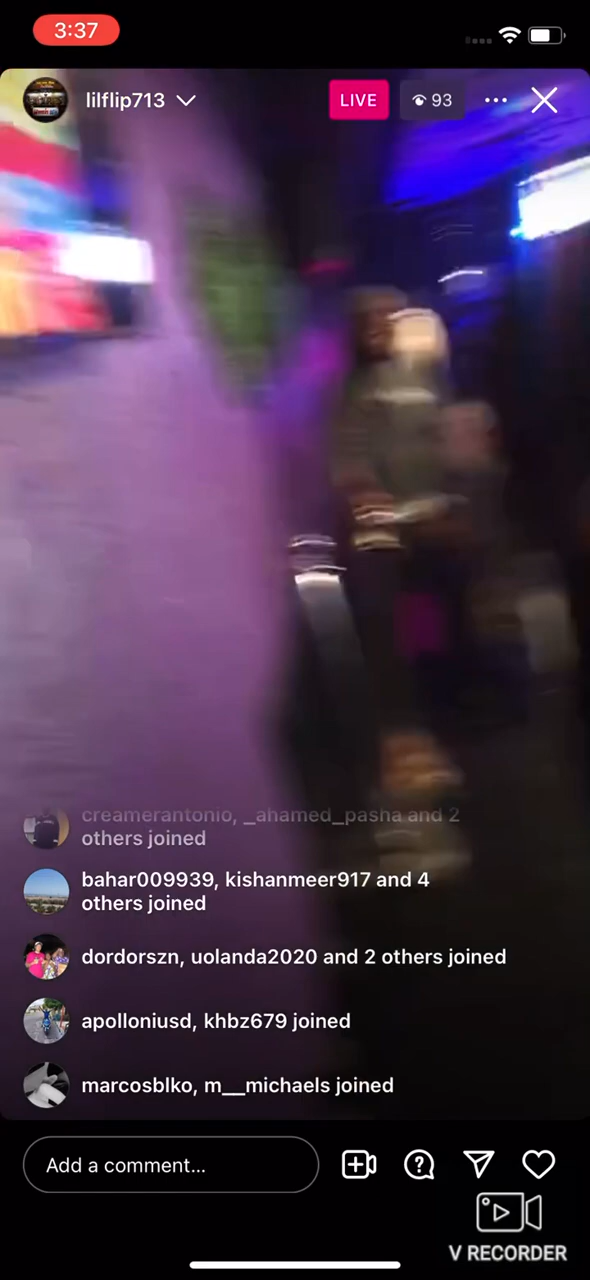 3:37
lilflip713
LIVE
93
creamerantonio, _ahamed_pasha and 2
others joined
bahar009939, kishanmeer917 and 4
others joined
dordorszn, uolanda2020 and 2 others joined
apolloniusd, khbz679 joined
marcosblko, m__michaels joined
Add a comment...
V RECORDER